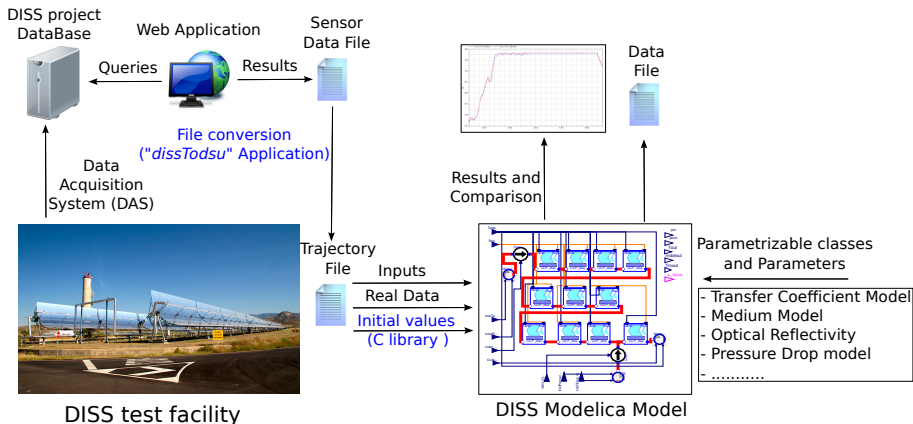 DISS project
DataBase
Web Application
Sensor
Data File
Queries
Results
File conversion
("dissTodsu" Application)
Data
Acquisition
System (DAS)
DISS test facility
Trajectory
File
Inputs
Real Data
Initial values
(C library )
Data
File
Results and
Comparison
DISS Modelica Model
Parametrizable classes
and Parameters
- Transfer Coefficient Model
- Medium Model
- Optical Reflectivity
- Pressure Drop model
- ...........